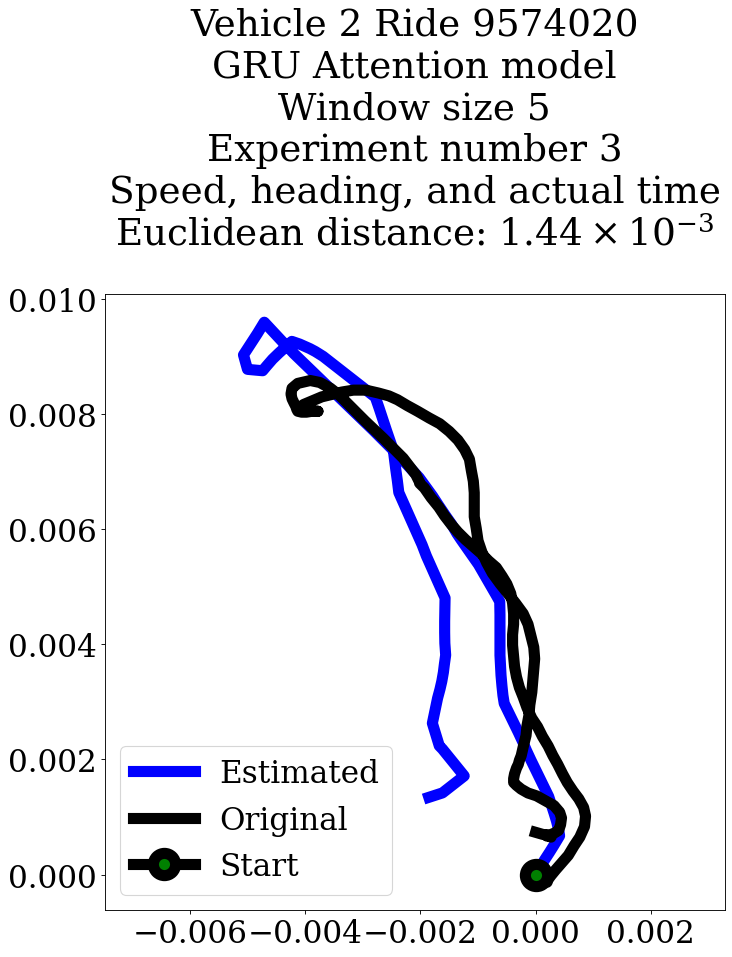 Vehicle 2 Ride 9574020
GRU Attention model
Window size 5
Experiment number 3
Speed, heading, and actual time
Euclidean distance: 1.44 × 10⁻³
0.010
0.008
0.006
0.004
0.002
0.000
Estimated
Original
Start
−0.006 −0.004 −0.002 0.000 0.002